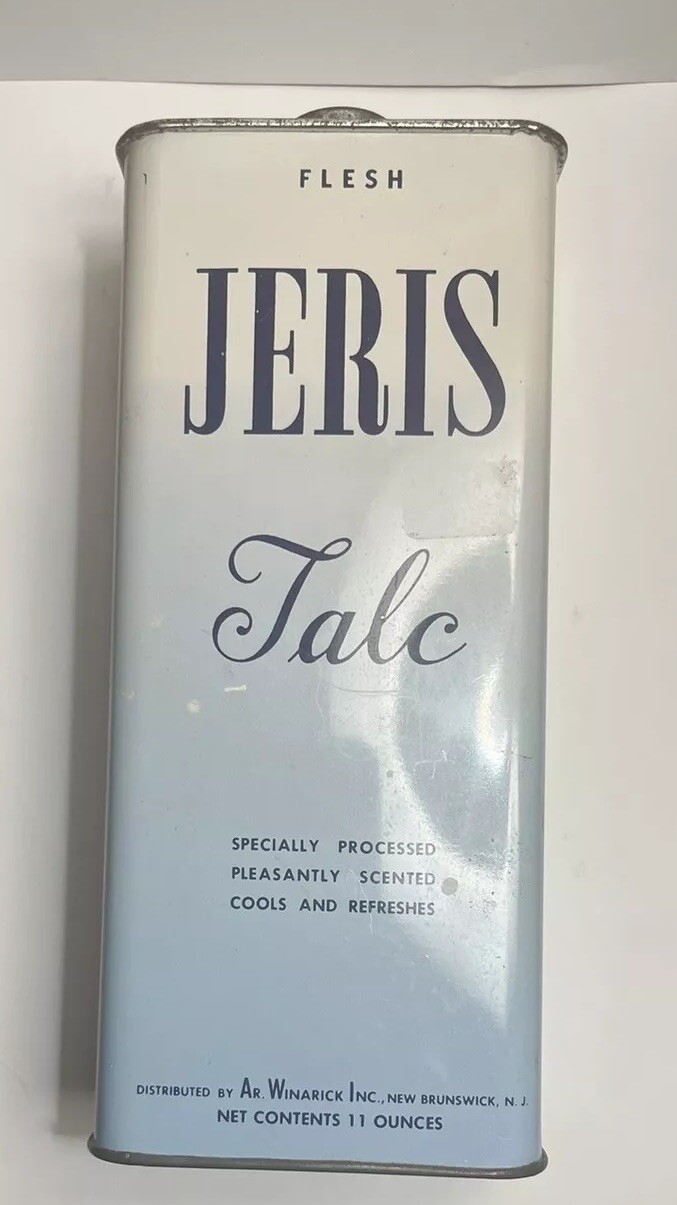 FLESH
JERIS
Talc
SPECIALLY PROCESSED
PLEASANTLY SCENTED
COOLS AND REFRESHES
DISTRIBUTED BY AR. WINARICK INC., NEW BRUNSWICK, N. J.
NET CONTENTS 11 OUNCES